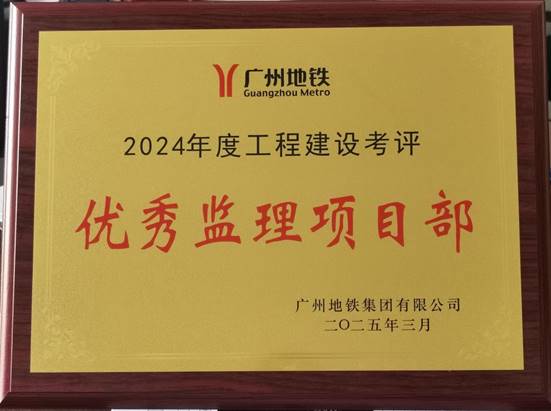 广州地铁
Guangzhou Metro
2024年度工程建设考评
优秀监理项目部
广州地铁集团有限公司
二〇二五年三月